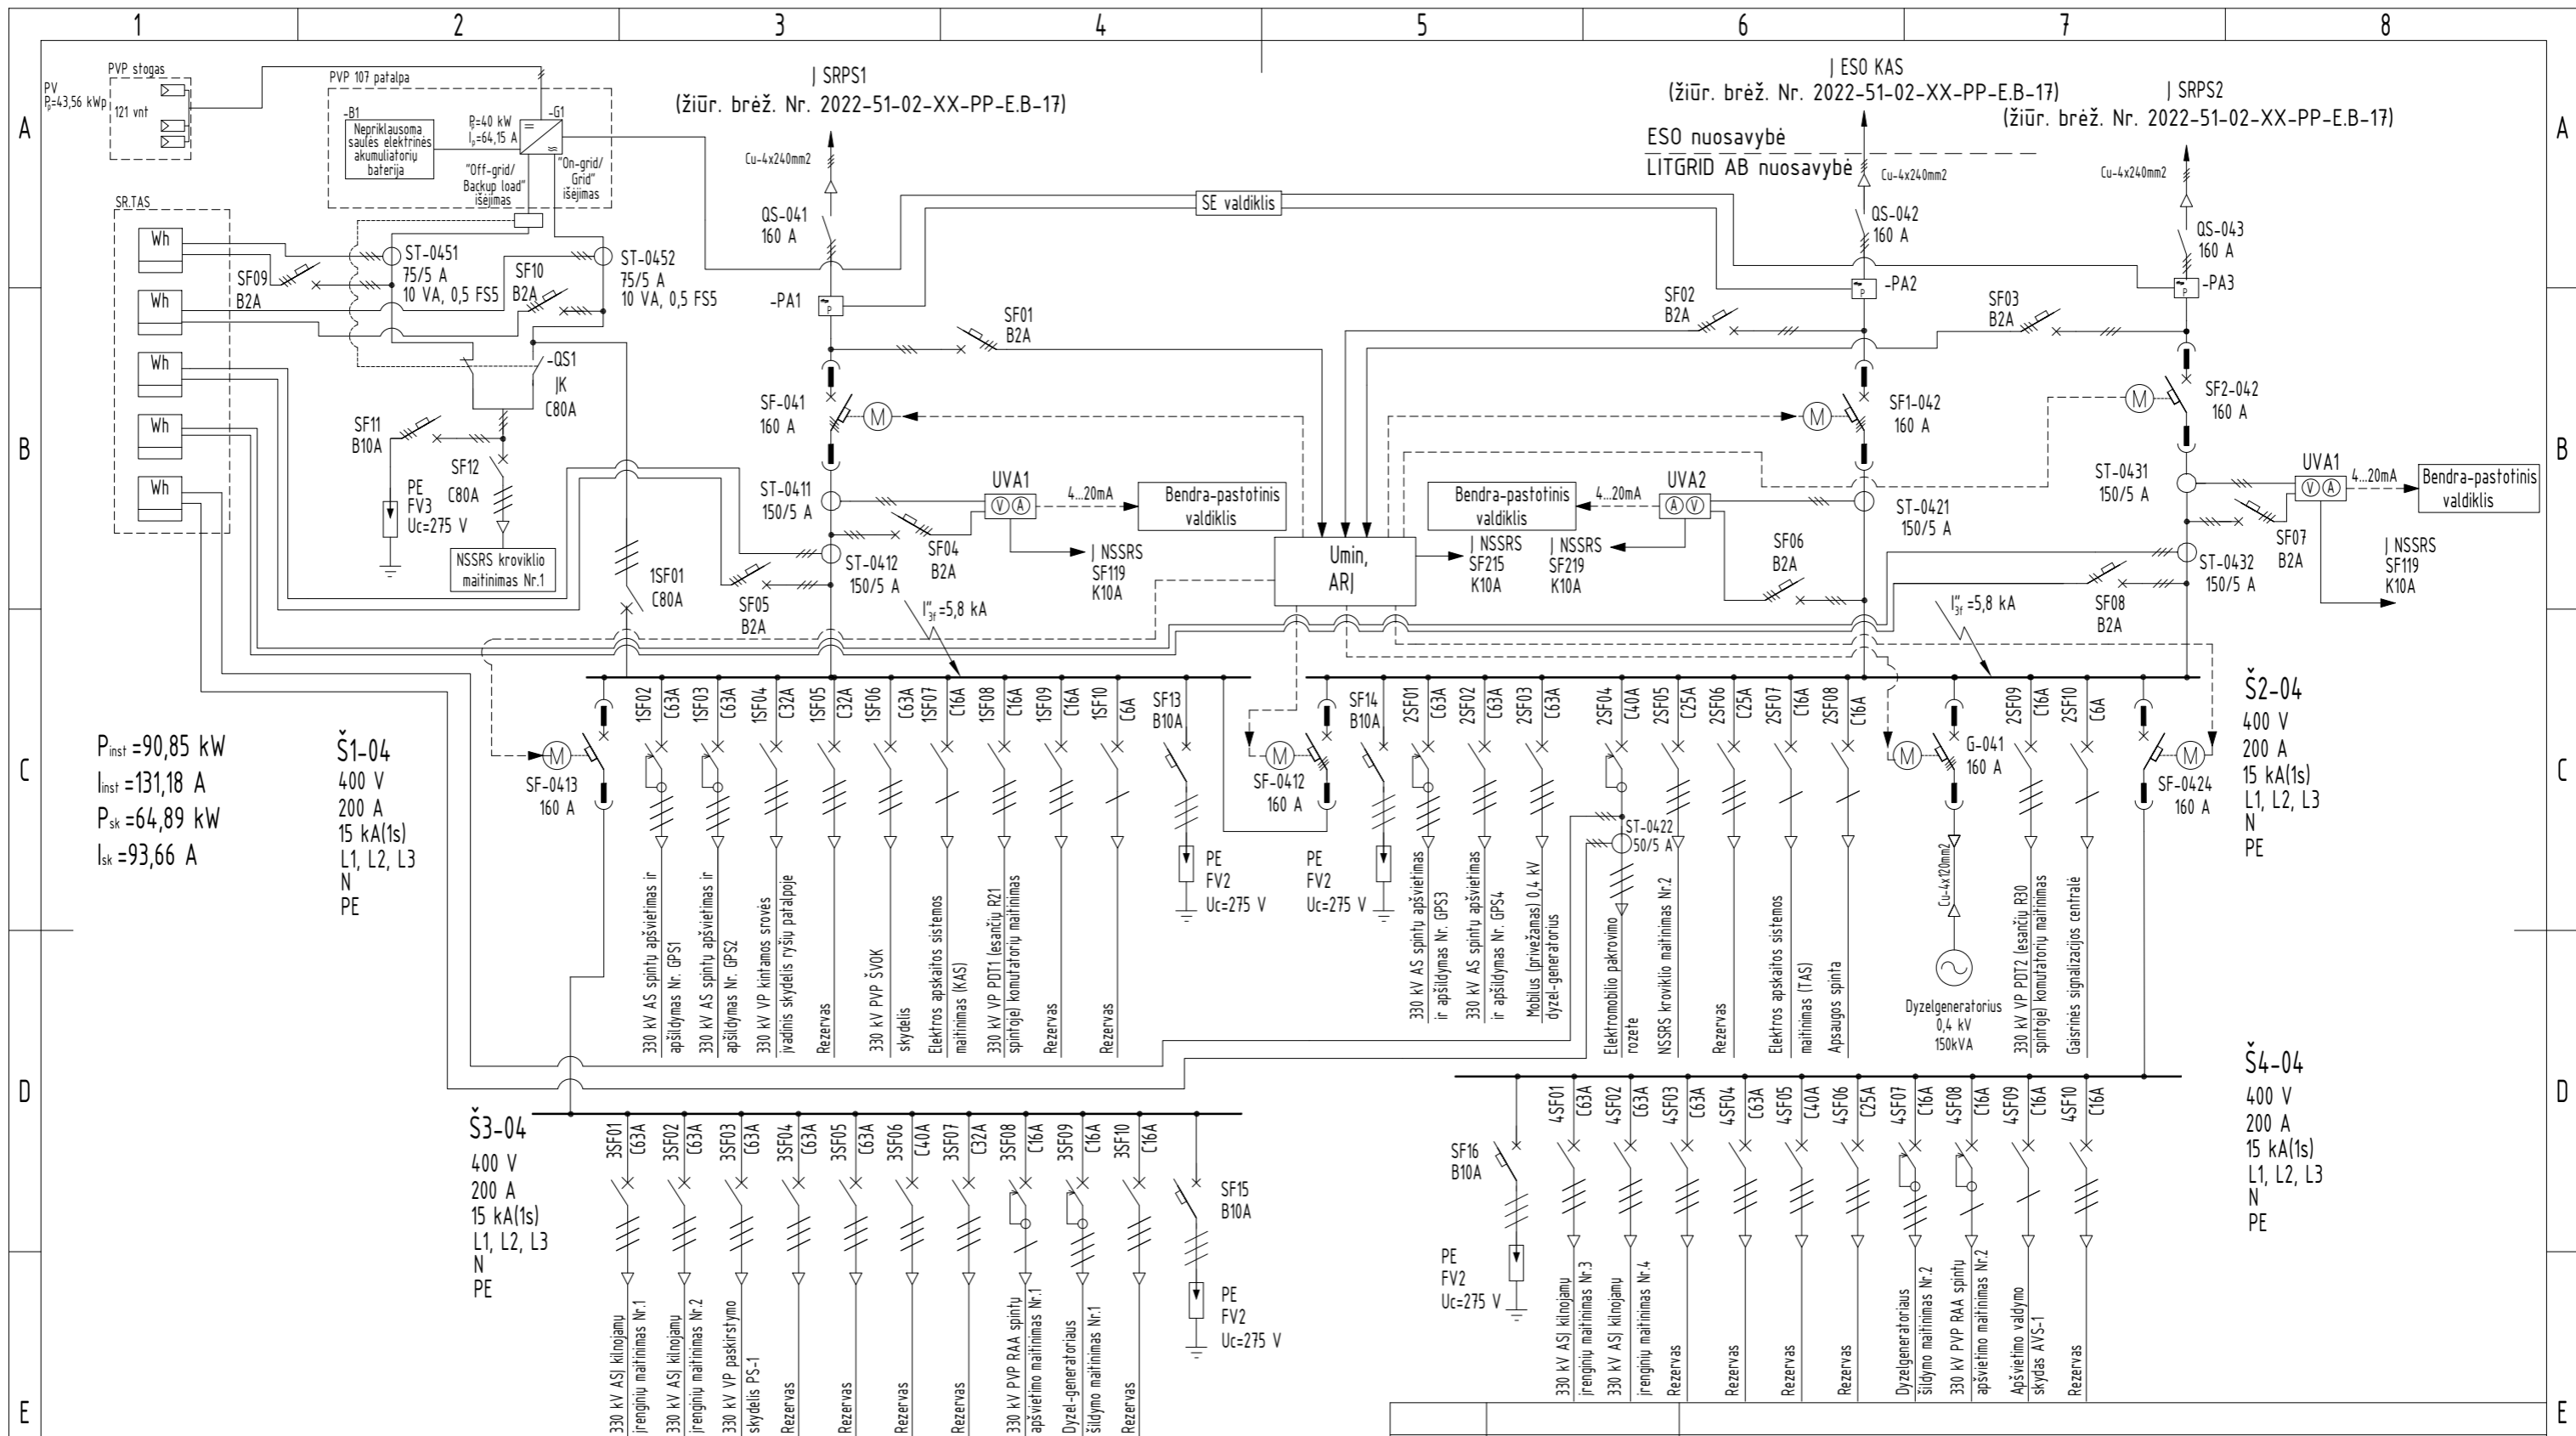 1 2 3 4 5 6 7 8
A
A
B
B
C
C
D
D
E
E
PVP stogas
PV
Pp=43,56 kWp
121 vnt
PVP 107 patalpa
-B1
Nepriklausoma
saulės elektrinės
akumuliatorių
baterija
P=40 kW
Ip=64,15 A
-G1
"Off-grid/
Backup load"
išėjimas
"On-grid/
Grid"
išėjimas
Į SRPS1
(žiūr. brėž. Nr. 2022-51-02-XX-PP-E.B-17)
Į ESO KAS
(žiūr. brėž. Nr. 2022-51-02-XX-PP-E.B-17)
Į SRPS2
(žiūr. brėž. Nr. 2022-51-02-XX-PP-E.B-17)
ESO nuosavybė
LITGRID AB nuosavybė
Cu-4x240mm2
Cu-4x240mm2
Cu-4x240mm2
SE valdiklis
QS-041
160 A
QS-042
160 A
QS-043
160 A
-PA1
P
-PA2
P
-PA3
P
SR.TAS
Wh
Wh
Wh
Wh
Wh
SF09
B2A
ST-0451
75/5 A
10 VA, 0,5 FS5
SF10
B2A
ST-0452
75/5 A
10 VA, 0,5 FS5
-QS1
JK
C80A
SF11
B10A
SF12
C80A
PE
FV3
Uc=275 V
NSSRS kroviklio
maitinimas Nr.1
1SF01
C80A
SF01
B2A
SF02
B2A
SF03
B2A
SF-041
160 A
M
SF1-042
160 A
M
SF2-042
160 A
M
ST-0411
150/5 A
UVA1
V A
4...20mA
Bendra-pastotinis
valdiklis
SF04
B2A
Į NSSRS
SF119
K10A
ST-0412
150/5 A
SF05
B2A
I"3f =5,8 kA
Umin,
ARĮ
Bendra-pastotinis
valdiklis
4...20mA
UVA2
A V
Į NSSRS
SF215
K10A
Į NSSRS
SF219
K10A
ST-0421
150/5 A
SF06
B2A
ST-0431
150/5 A
UVA1
V A
4...20mA
Bendra-pastotinis
valdiklis
SF07
B2A
Į NSSRS
SF119
K10A
ST-0432
150/5 A
SF08
B2A
I"3f =5,8 kA
Pinst =90,85 kW
Iinst =131,18 A
Psk =64,89 kW
Isk =93,66 A
Š1-04
400 V
200 A
15 kA(1s)
L1, L2, L3
N
PE
M
SF-0413
160 A
1SF02
C63A
330 kV AS spintų apšvietimas ir
apšildymas Nr. GPS1
1SF03
C63A
330 kV AS spintų apšvietimas ir
apšildymas Nr. GPS2
1SF04
C32A
330 kV VP kintamos srovės
įvadinis skydelis ryšių patalpoje
1SF05
C32A
Rezervas
1SF06
C63A
330 kV PVP ŠVOK
skydelis
1SF07
C16A
Elektros apskaitos sistemos
maitinimas (KAS)
1SF08
C16A
330 kV VP PDT1 (esančių R21
spintoje) komutatorių maitinimas
1SF09
C16A
Rezervas
1SF10
C6A
Rezervas
SF13
B10A
PE
FV2
Uc=275 V
M
SF-0412
160 A
SF14
B10A
PE
FV2
Uc=275 V
2SF01
C63A
330 kV AS spintų apšvietimas
ir apšildymas Nr. GPS3
2SF02
C63A
330 kV AS spintų apšvietimas
ir apšildymas Nr. GPS4
2SF03
C63A
Mobilus (privežamas) 0,4 kV
dyzel-generatorius
2SF04
C40A
ST-0422
50/5 A
Elektromobilio pakrovimo
rozetė
2SF05
C25A
NSSRS kroviklio maitinimas Nr.2
2SF06
C25A
Rezervas
2SF07
C16A
Elektros apskaitos sistemos
maitinimas (TAS)
2SF08
C16A
Apsaugos spinta
M
G-041
160 A
Cu-4x120mm2
Dyzelgeneratorius
0,4 kV
150kVA
2SF09
C16A
330 kV VP PDT2 (esančių R30
spintoje) komutatorių maitinimas
2SF10
C6A
Gaisrinės signalizacijos centralė
M
SF-0424
160 A
Š2-04
400 V
200 A
15 kA(1s)
L1, L2, L3
N
PE
Š3-04
400 V
200 A
15 kA(1s)
L1, L2, L3
N
PE
3SF01
C63A
330 kV ASĮ kilnojamų
įrenginių maitinimas Nr.1
3SF02
C63A
330 kV ASĮ kilnojamų
įrenginių maitinimas Nr.2
3SF03
C63A
330 kV VP paskirstymo
skydelis PS-1
3SF04
C63A
Rezervas
3SF05
C63A
Rezervas
3SF06
C40A
Rezervas
3SF07
C32A
Rezervas
3SF08
C16A
330 kV PVP RAA spintų
apšvietimo maitinimas Nr.1
3SF09
C16A
Dyzel-generatoriaus
šildymo maitinimas Nr.1
3SF10
C16A
Rezervas
SF15
B10A
PE
FV2
Uc=275 V
SF16
B10A
PE
FV2
Uc=275 V
4SF01
C63A
330 kV ASĮ kilnojamų
įrenginių maitinimas Nr.3
4SF02
C63A
330 kV ASĮ kilnojamų
įrenginių maitinimas Nr.4
4SF03
C63A
Rezervas
4SF04
C63A
Rezervas
4SF05
C40A
Rezervas
4SF06
C25A
Rezervas
4SF07
C16A
Dyzelgeneratoriaus
šildymo maitinimas Nr.2
4SF08
C16A
330 kV PVP RAA spintų
apšvietimo maitinimas Nr.2
4SF09
C16A
Apšvietimo valdymo
skydas AVS-1
4SF10
C16A
Rezervas
Š4-04
400 V
200 A
15 kA(1s)
L1, L2, L3
N
PE